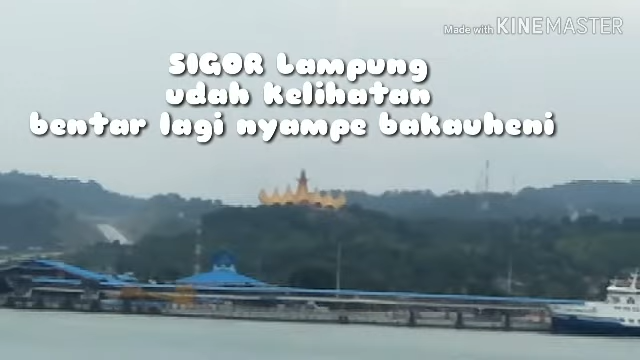 Made with KINEMASTER
SIGOR Lampung
udah kelihatan
bentar lagi nyampe bakauheni